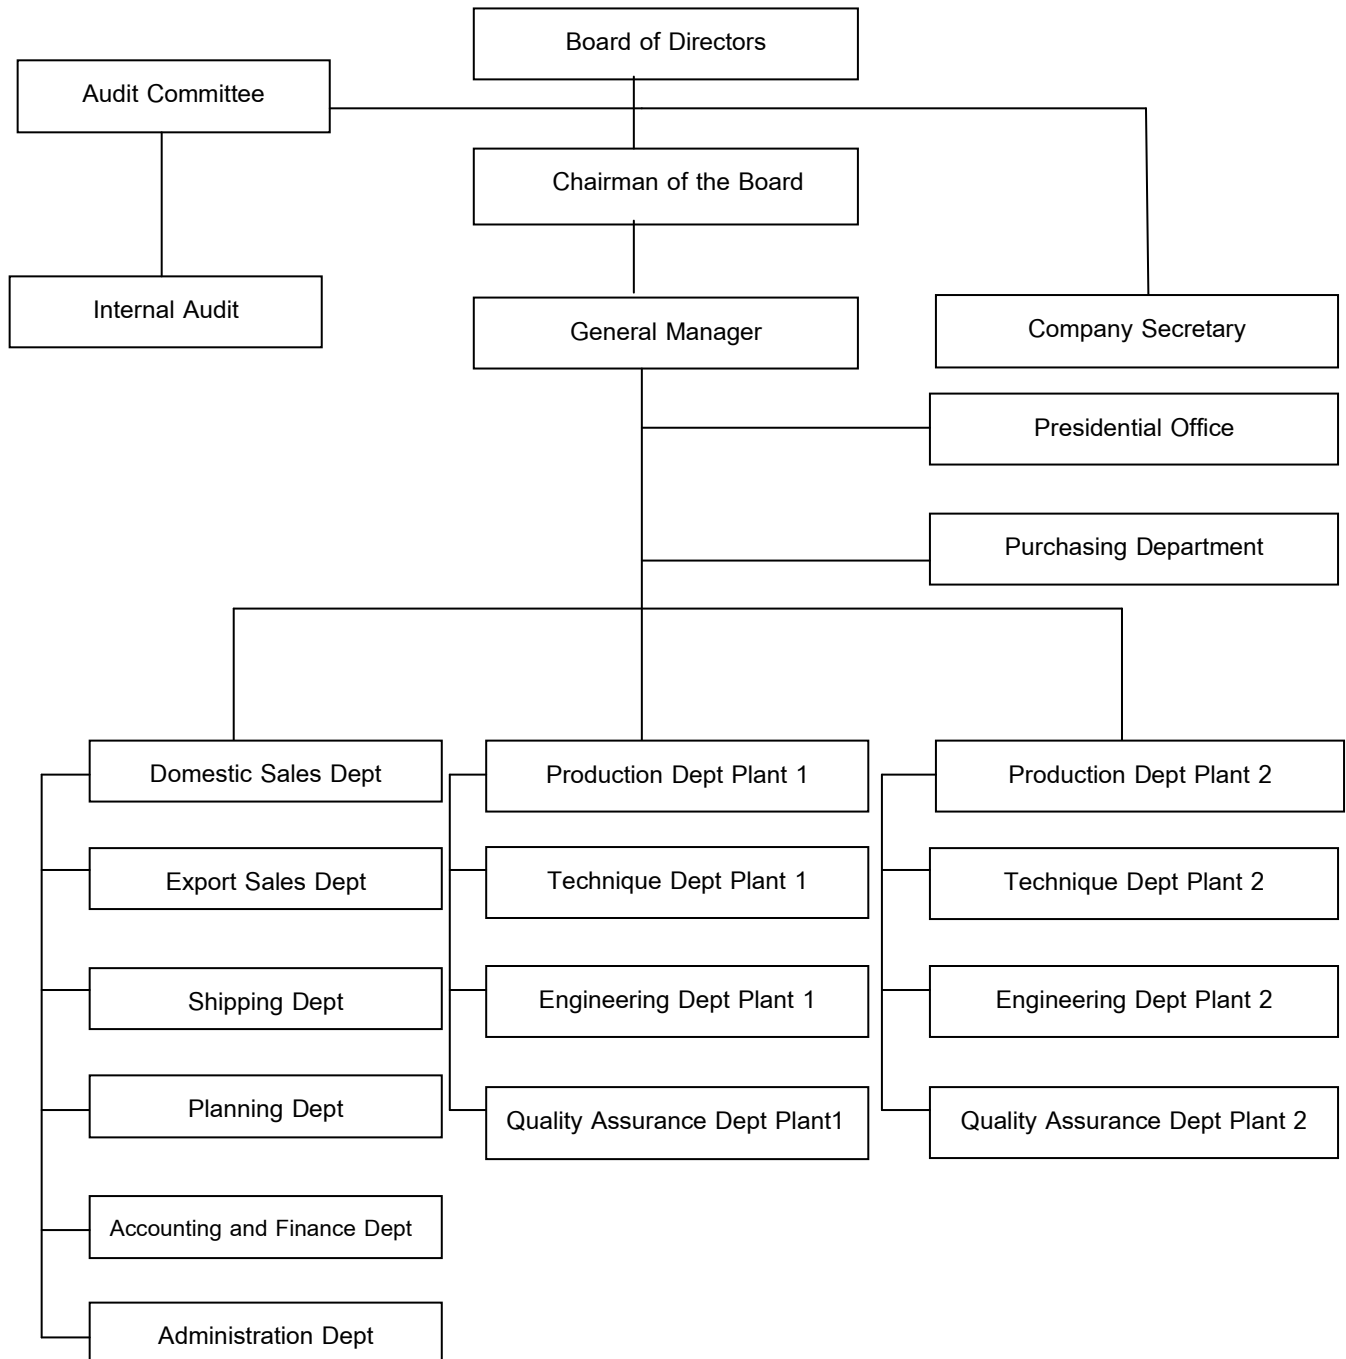 Board of Directors
Audit Committee
Chairman of the Board
Internal Audit
General Manager
Company Secretary
Presidential Office
Purchasing Department
Domestic Sales Dept
Production Dept Plant 1
Production Dept Plant 2
Export Sales Dept
Technique Dept Plant 1
Technique Dept Plant 2
Shipping Dept
Engineering Dept Plant 1
Engineering Dept Plant 2
Planning Dept
Quality Assurance Dept Plant1
Quality Assurance Dept Plant 2
Accounting and Finance Dept
Administration Dept